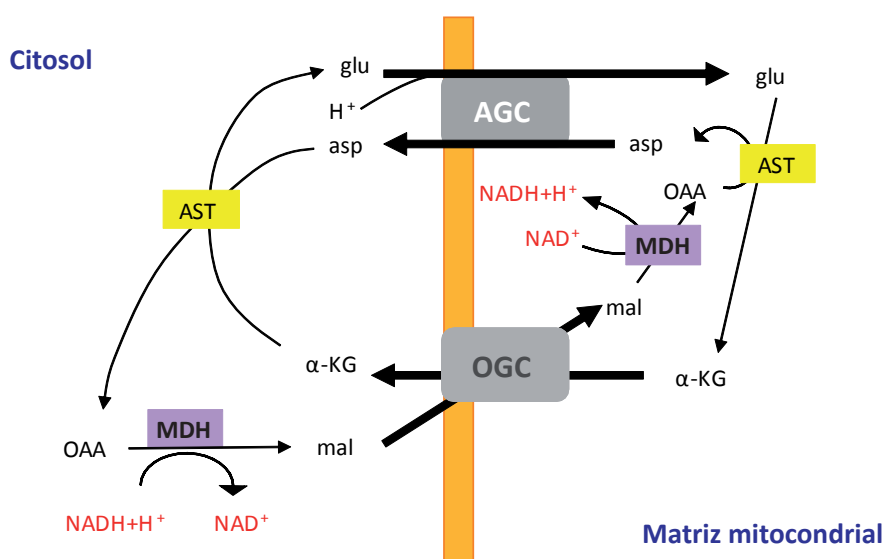 Citosol
glu
glu
H⁺
AGC
asp
asp
AST
NADH+H⁺
OAA
AST
NAD⁺
MDH
mal
α-KG
OGC
α-KG
MDH
OAA
mal
NADH+H⁺
NAD⁺
Matriz mitocondrial